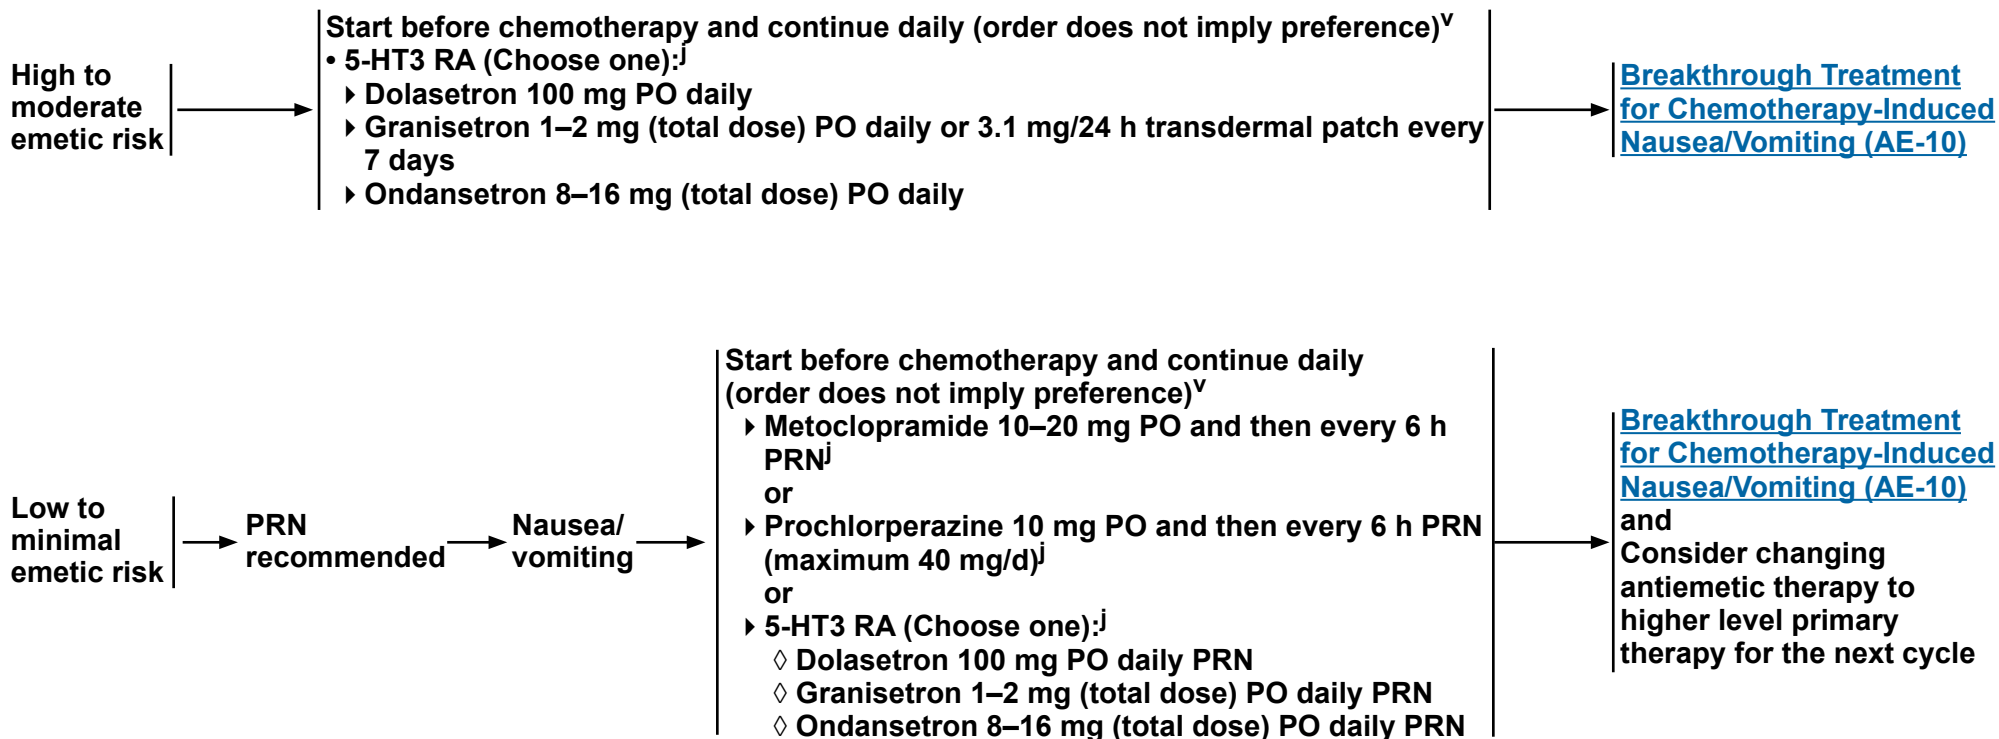 High to
moderate
emetic risk
Start before chemotherapy and continue daily (order does not imply preference)ᵛ
• 5-HT3 RA (Choose one):ʲ
▸ Dolasetron 100 mg PO daily
▸ Granisetron 1–2 mg (total dose) PO daily or 3.1 mg/24 h transdermal patch every
7 days
▸ Ondansetron 8–16 mg (total dose) PO daily
Breakthrough Treatment
for Chemotherapy-Induced
Nausea/Vomiting (AE-10)
Low to
minimal
emetic risk
PRN
recommended
Nausea/
vomiting
Start before chemotherapy and continue daily
(order does not imply preference)ᵛ
▸ Metoclopramide 10–20 mg PO and then every 6 h
PRNʲ
or
▸ Prochlorperazine 10 mg PO and then every 6 h PRN
(maximum 40 mg/d)ʲ
or
▸ 5-HT3 RA (Choose one):ʲ
◊ Dolasetron 100 mg PO daily PRN
◊ Granisetron 1–2 mg (total dose) PO daily PRN
◊ Ondansetron 8–16 mg (total dose) PO daily PRN
Breakthrough Treatment
for Chemotherapy-Induced
Nausea/Vomiting (AE-10)
and
Consider changing
antiemetic therapy to
higher level primary
therapy for the next cycle